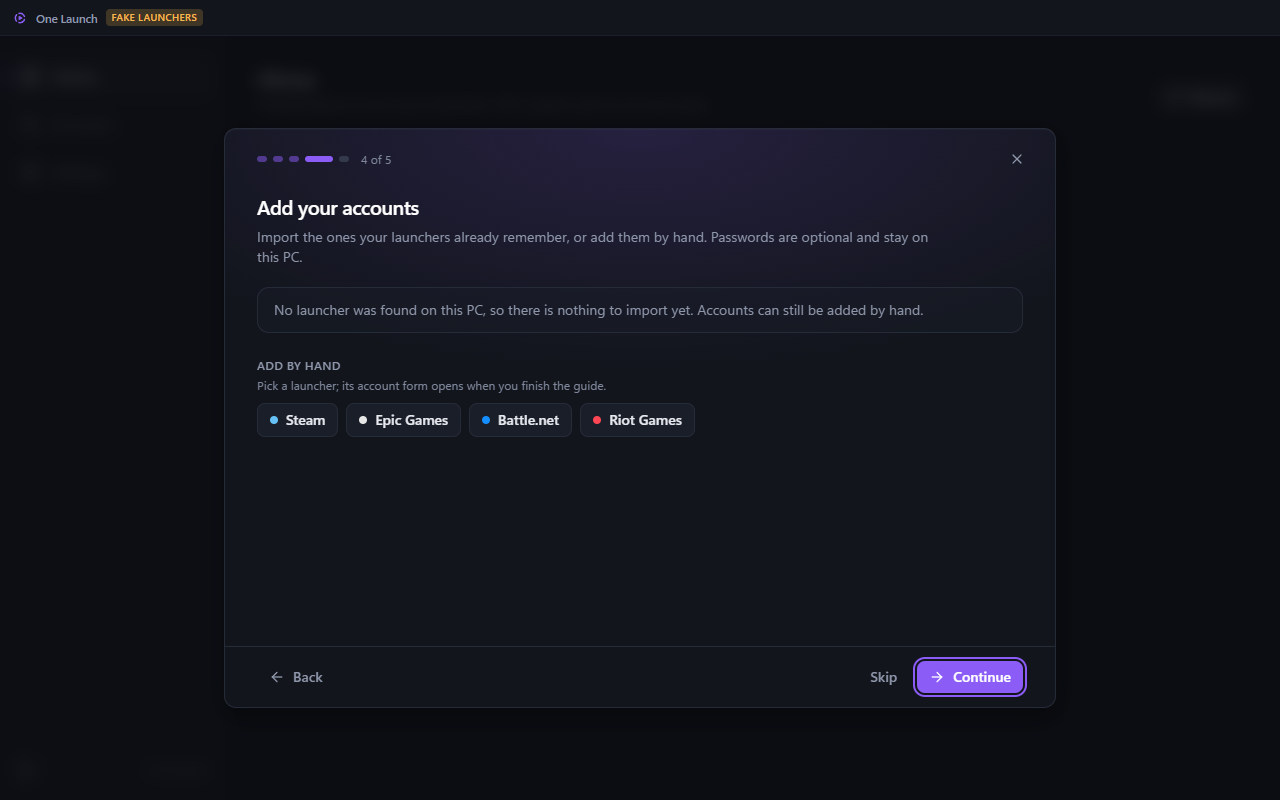 One Launch FAKE LAUNCHERS
4 of 5
Add your accounts
Import the ones your launchers already remember, or add them by hand. Passwords are optional and stay on
this PC.
No launcher was found on this PC, so there is nothing to import yet. Accounts can still be added by hand.
ADD BY HAND
Pick a launcher; its account form opens when you finish the guide.
Steam Epic Games Battle.net Riot Games
Back Skip Continue